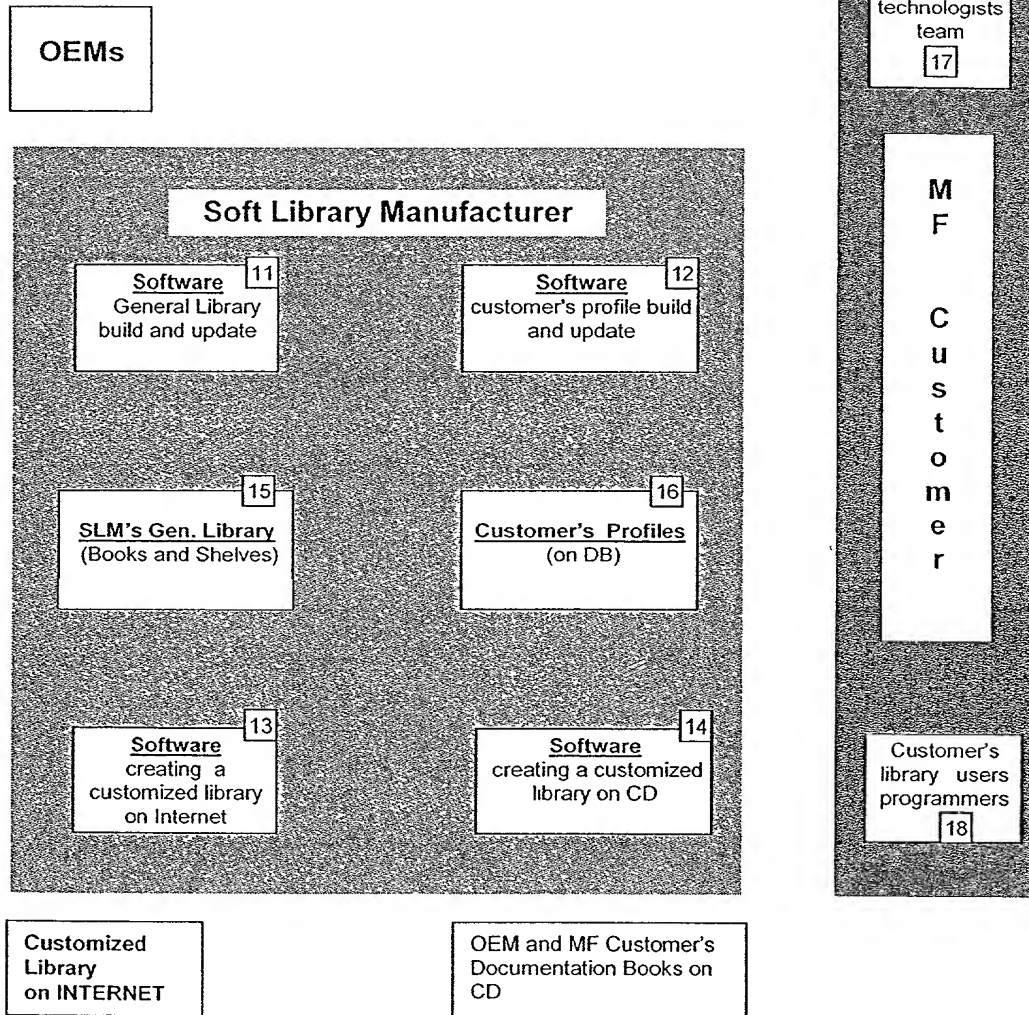 OEMs
technologists
team
17
Soft Library Manufacturer
11
Software
General Library
build and update
12
Software
customer's profile build
and update
M
F
C
u
s
t
o
m
e
r
15
SLM's Gen. Library
(Books and Shelves)
16
Customer's Profiles
(on DB)
13
Software
creating a
customized library
on Internet
14
Software
creating a customized
library on CD
Customer's
library users
programmers
18
Customized
Library
on INTERNET
OEM and MF Customer's
Documentation Books on
CD